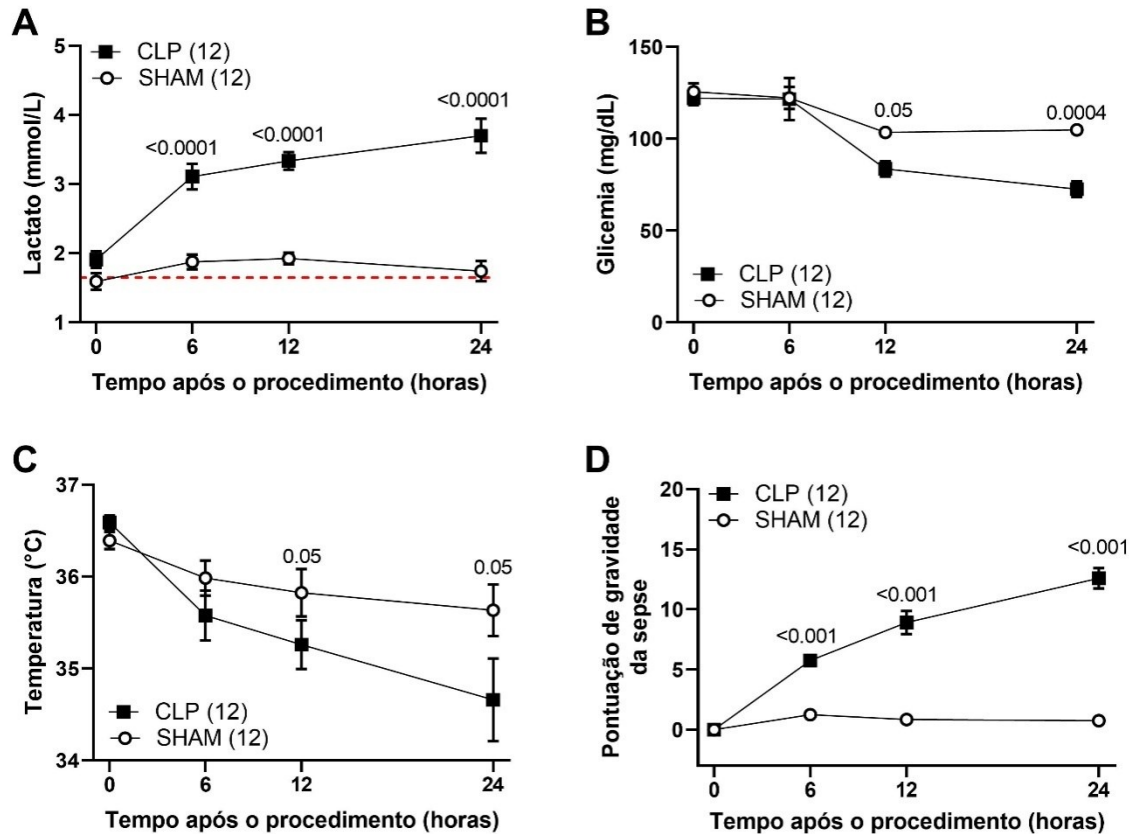 A
Lactato (mmol/L)
5
4
3
2
1
CLP (12)
SHAM (12)
<0.0001
<0.0001
<0.0001
0
6
12
24
Tempo após o procedimento (horas)
B
Glicemia (mg/dL)
150
100
50
0
0.05
0.0004
CLP (12)
SHAM (12)
0
6
12
24
Tempo após o procedimento (horas)
C
Temperatura (°C)
37
36
35
34
0.05
0.05
CLP (12)
SHAM (12)
0
6
12
24
Tempo após o procedimento (horas)
D
Pontuação de gravidade
da sepse
20
15
10
5
0
CLP (12)
SHAM (12)
<0.001
<0.001
<0.001
0
6
12
24
Tempo após o procedimento (horas)